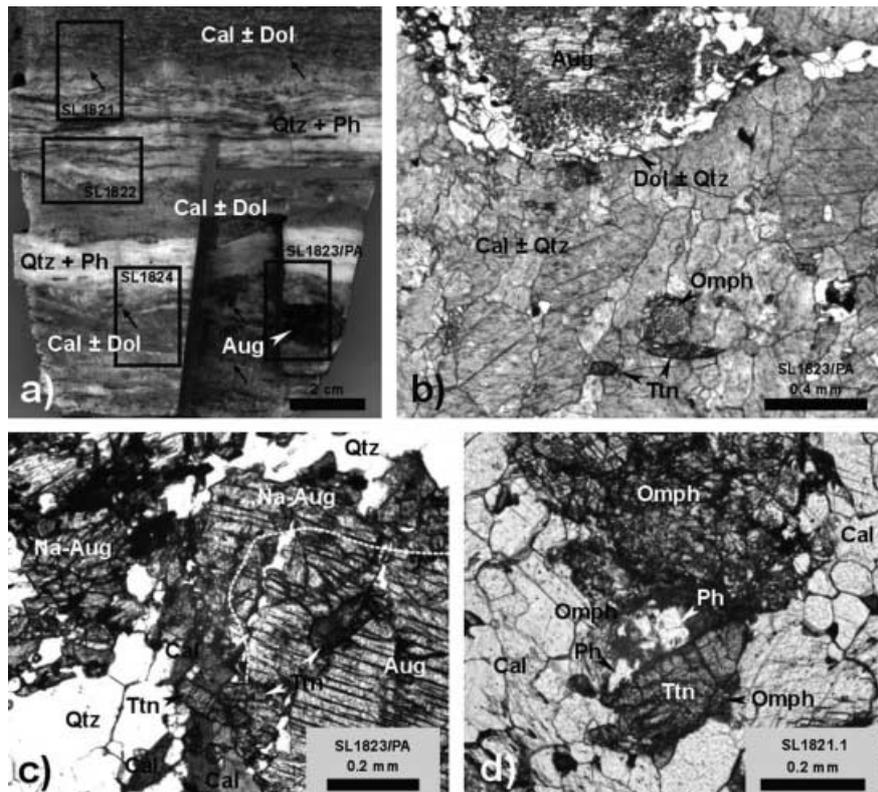 Cal ± Dol
SL1821
Qtz + Ph
SL1822
Cal ± Dol
Qtz + Ph
SL1823/PA
SL1824
Cal ± Dol
Aug
a)
2 cm
Aug
Dol ± Qtz
Cal ± Qtz
Omph
Ttn
SL1823/PA
b)
0.4 mm
Qtz
Na-Aug
Na-Aug
Cal
Aug
Ttn
Ttn
Qtz
Cal
Cal
SL1823/PA
c)
0.2 mm
Omph
Cal
Ph
Omph
Ph
Cal
Ttn
Omph
SL1821.1
d)
0.2 mm